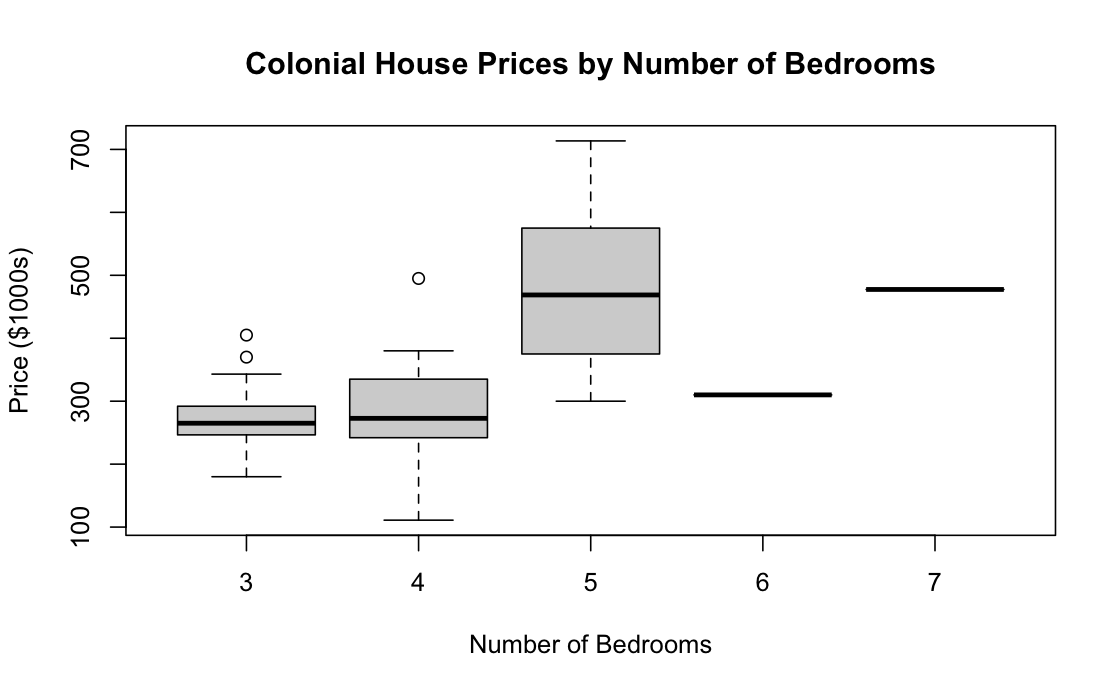 Colonial House Prices by Number of Bedrooms
Price ($1000s)
700
500
300
100
3 4 5 6 7
Number of Bedrooms